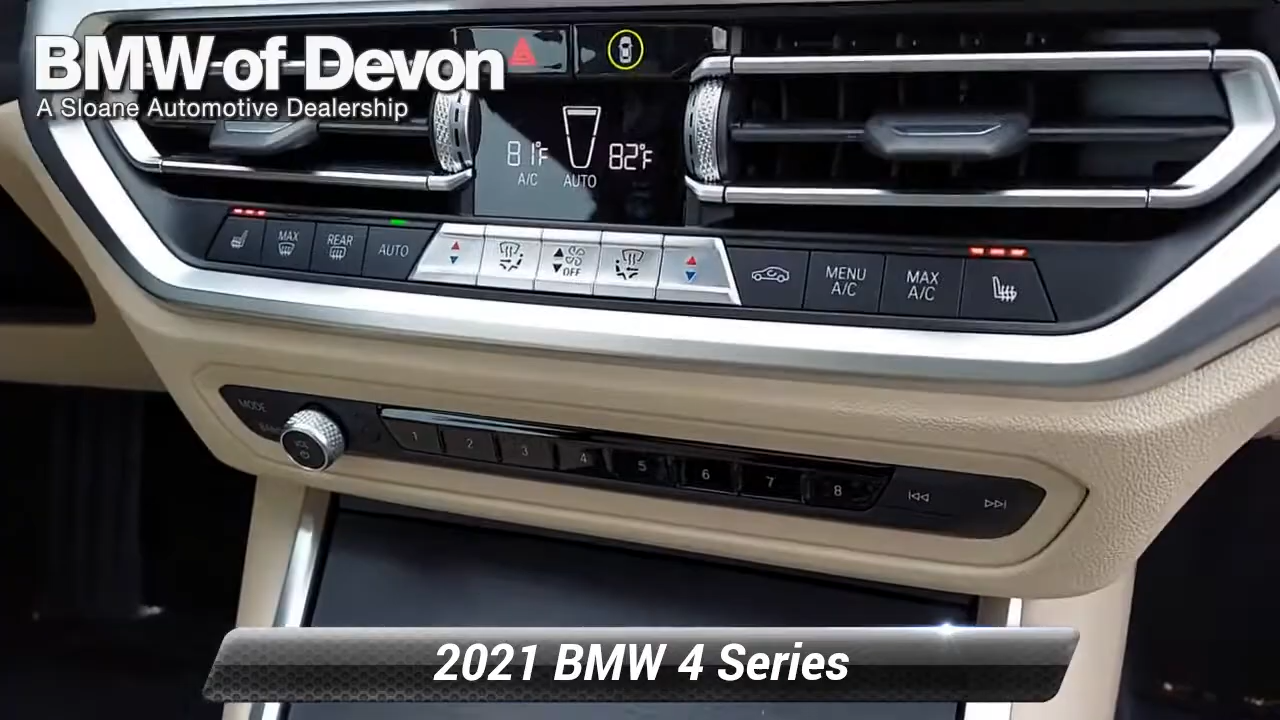 BMW of Devon
A Sloane Automotive Dealership
81°F
82°F
A/C
AUTO
MAX
REAR
AUTO
OFF
MENU
A/C
MAX
A/C
MODE
1 2 3 4 5 6 7 8
2021 BMW 4 Series